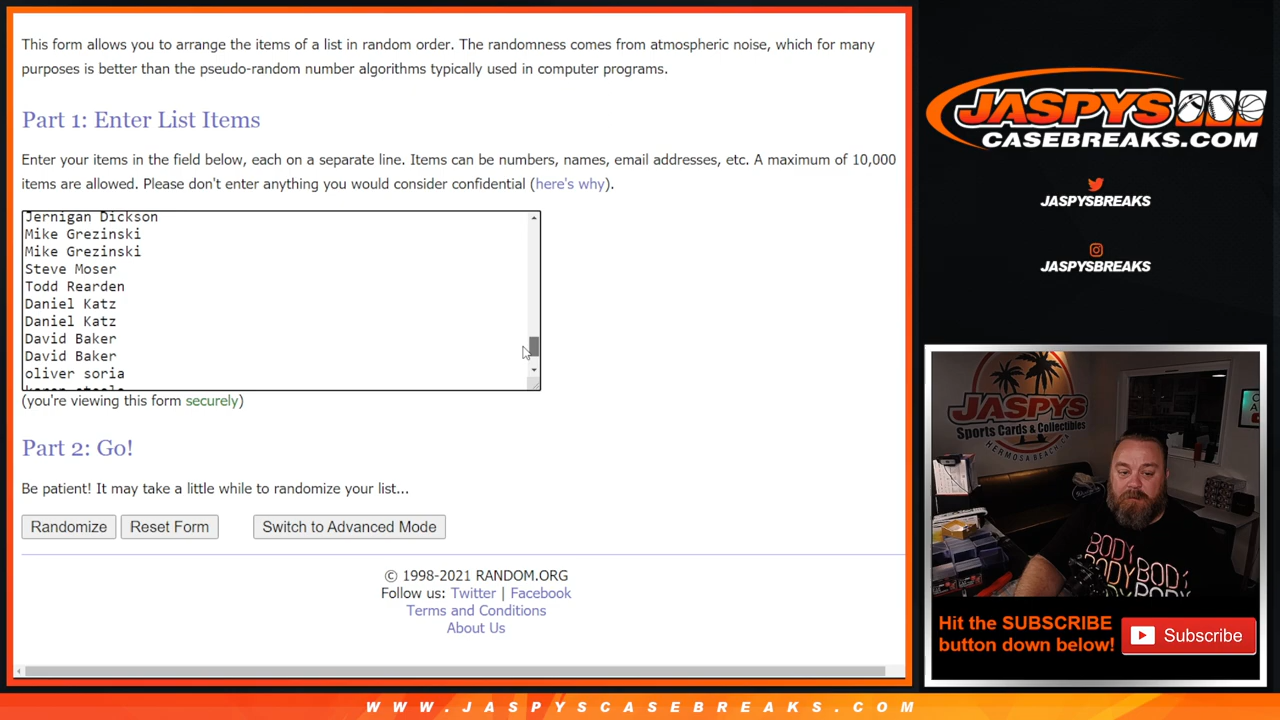 This form allows you to arrange the items of a list in random order. The randomness comes from atmospheric noise, which for many
purposes is better than the pseudo-random number algorithms typically used in computer programs.
Part 1: Enter List Items
Enter your items in the field below, each on a separate line. Items can be numbers, names, email addresses, etc. A maximum of 10,000
items are allowed. Please don't enter anything you would consider confidential (here's why).
Jernigan Dickson
Mike Grezinski
Mike Grezinski
Steve Moser
Todd Rearden
Daniel Katz
Daniel Katz
David Baker
David Baker
oliver soria
(you're viewing this form securely)
Part 2: Go!
Be patient! It may take a little while to randomize your list...
Randomize
Reset Form
Switch to Advanced Mode
© 1998-2021 RANDOM.ORG
Follow us: Twitter | Facebook
Terms and Conditions
About Us
JASPYS
CASEBREAKS.COM
JASPYSBREAKS
JASPYSBREAKS
JASPYS
Sports Cards & Collectibles
HERMOSA BEACH, CA
BODY
BODY BODY
Hit the SUBSCRIBE
button down below!
Subscribe
WWW.JASPYSCASEBREAKS.COM